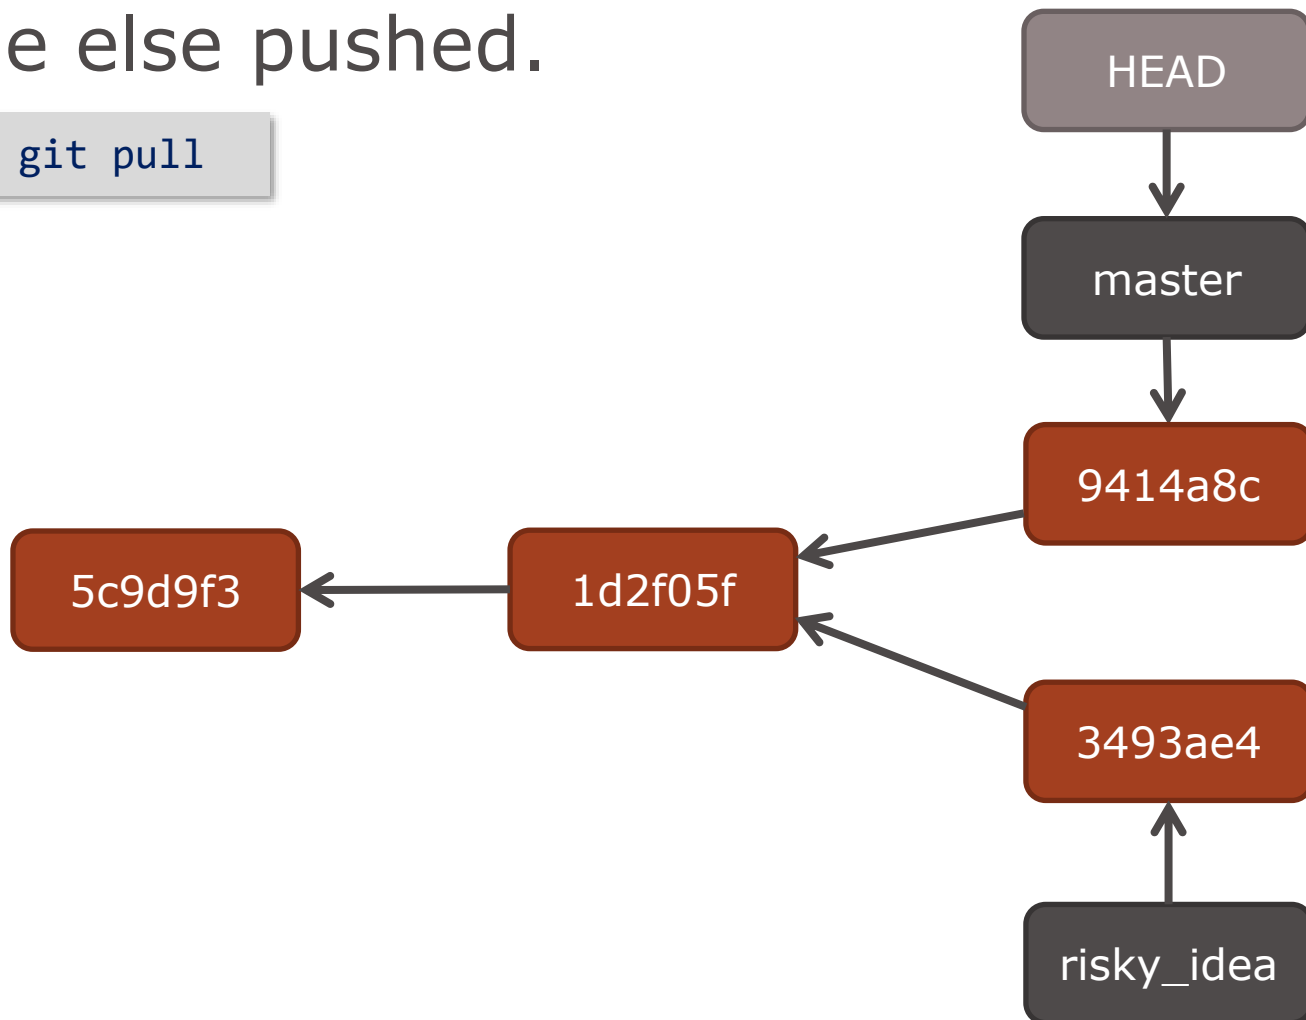 e else pushed.
git pull
HEAD
master
9414a8c
5c9d9f3
1d2f05f
3493ae4
risky_idea